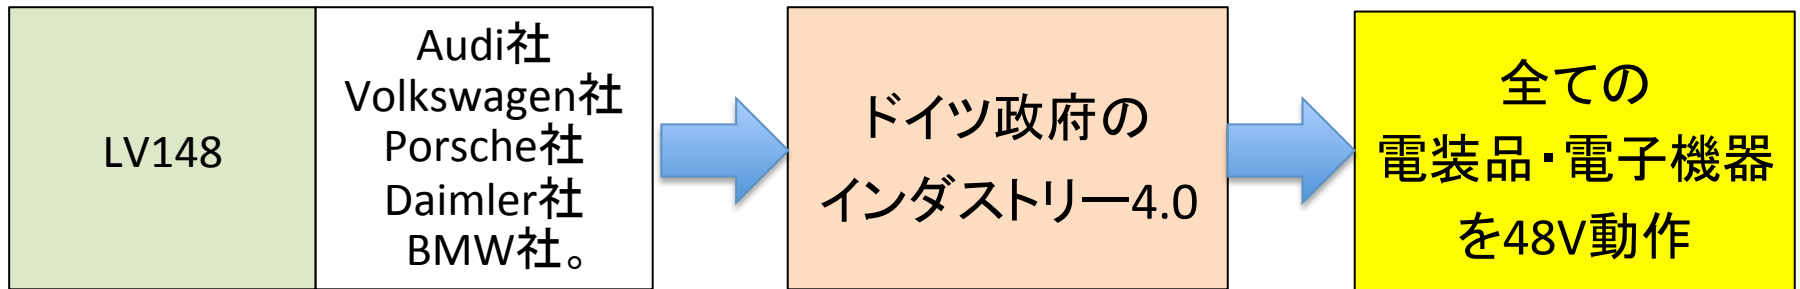 LV148
Audi社
Volkswagen社
Porsche社
Daimler社
BMW社。
ドイツ政府の
インダストリー4.0
全ての
電装品・電子機器
を48V動作